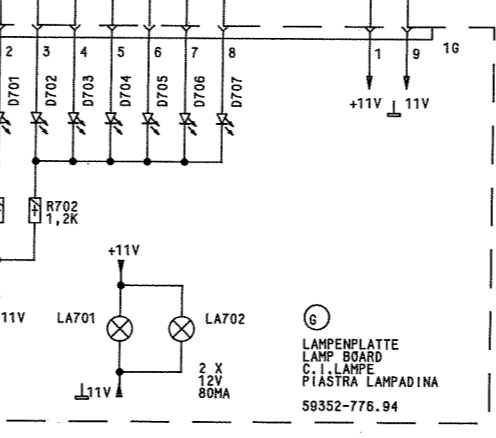 2 3 4 5 6 7 8 1 9 1G
D701 D702 D703 D704 D705 D706 D707
+11V 11V
R702
1,2K
+11V
11V
LA701 LA702
2 X
12V
80MA
11V
G
LAMPENPLATTE
LAMP BOARD
C.I.LAMPE
PIASTRA LAMPADINA
59352-776.94